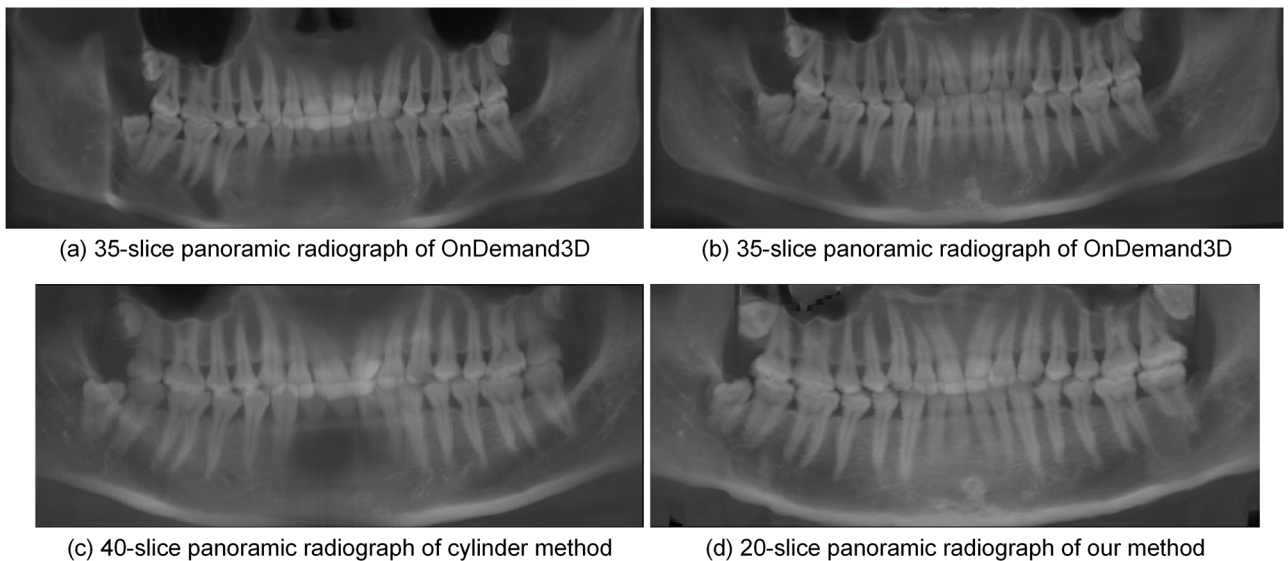 (a) 35-slice panoramic radiograph of OnDemand3D
(b) 35-slice panoramic radiograph of OnDemand3D
(c) 40-slice panoramic radiograph of cylinder method
(d) 20-slice panoramic radiograph of our method